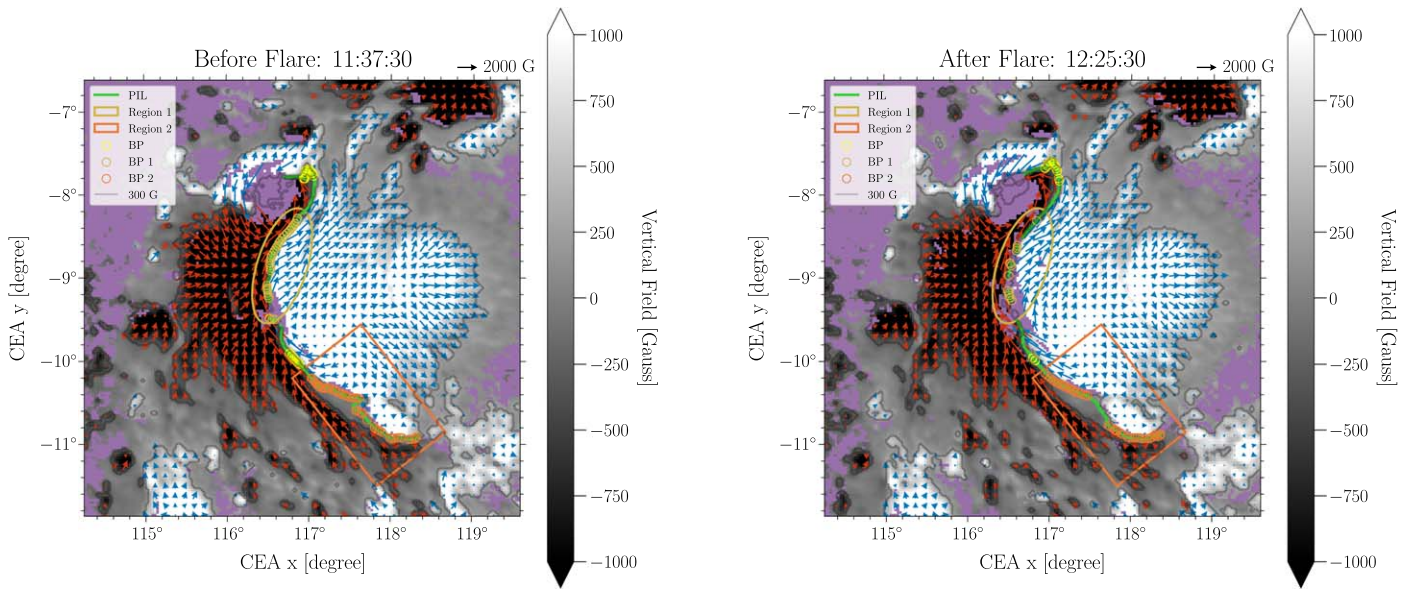 Before Flare: 11:37:30
2000 G
PIL
Region 1
Region 2
BP
BP 1
BP 2
300 G
−7°
−8°
−9°
−10°
−11°
CEA y [degree]
115°
116°
117°
118°
119°
CEA x [degree]
1000
750
500
250
0
−250
−500
−750
−1000
Vertical Field [Gauss]
After Flare: 12:25:30
2000 G
PIL
Region 1
Region 2
BP
BP 1
BP 2
300 G
−7°
−8°
−9°
−10°
−11°
CEA y [degree]
115°
116°
117°
118°
119°
CEA x [degree]
1000
750
500
250
0
−250
−500
−750
−1000
Vertical Field [Gauss]